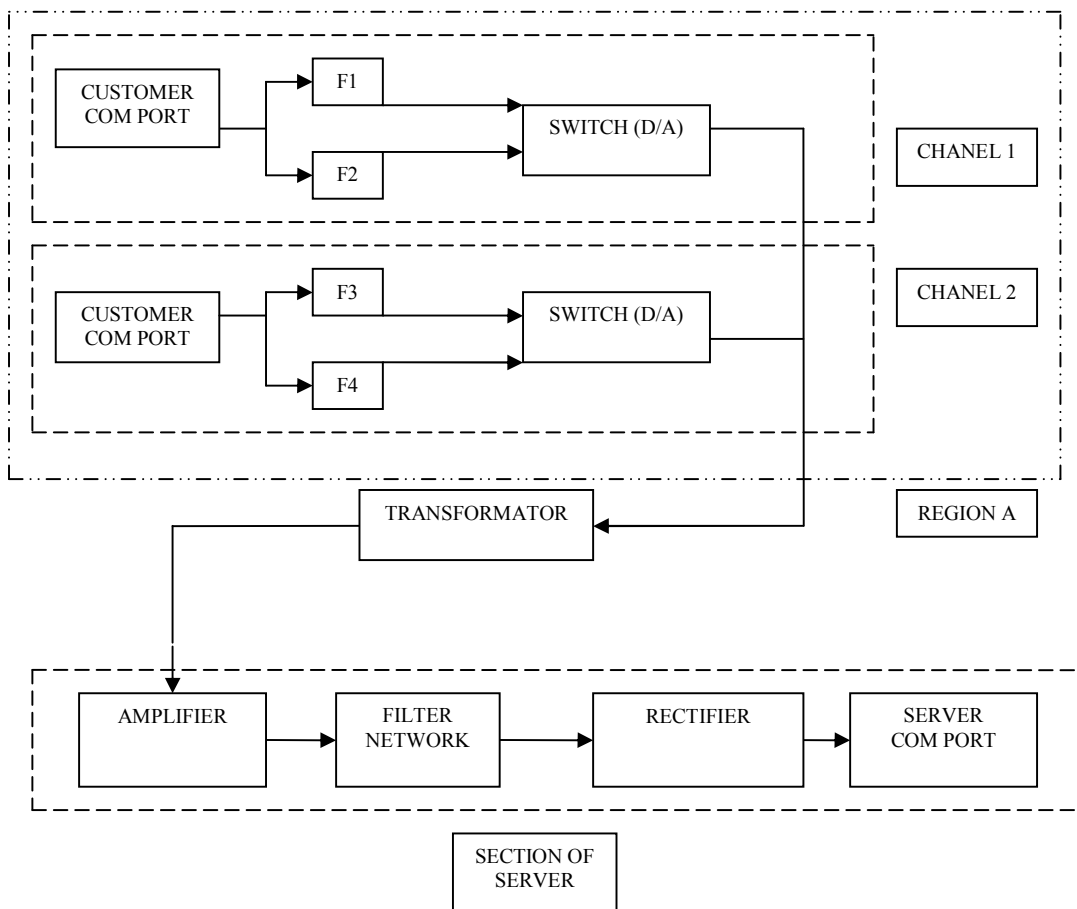 CUSTOMER
COM PORT
F1
F2
SWITCH (D/A)
CHANEL 1
CUSTOMER
COM PORT
F3
F4
SWITCH (D/A)
CHANEL 2
TRANSFORMATOR
REGION A
AMPLIFIER
FILTER
NETWORK
RECTIFIER
SERVER
COM PORT
SECTION OF
SERVER